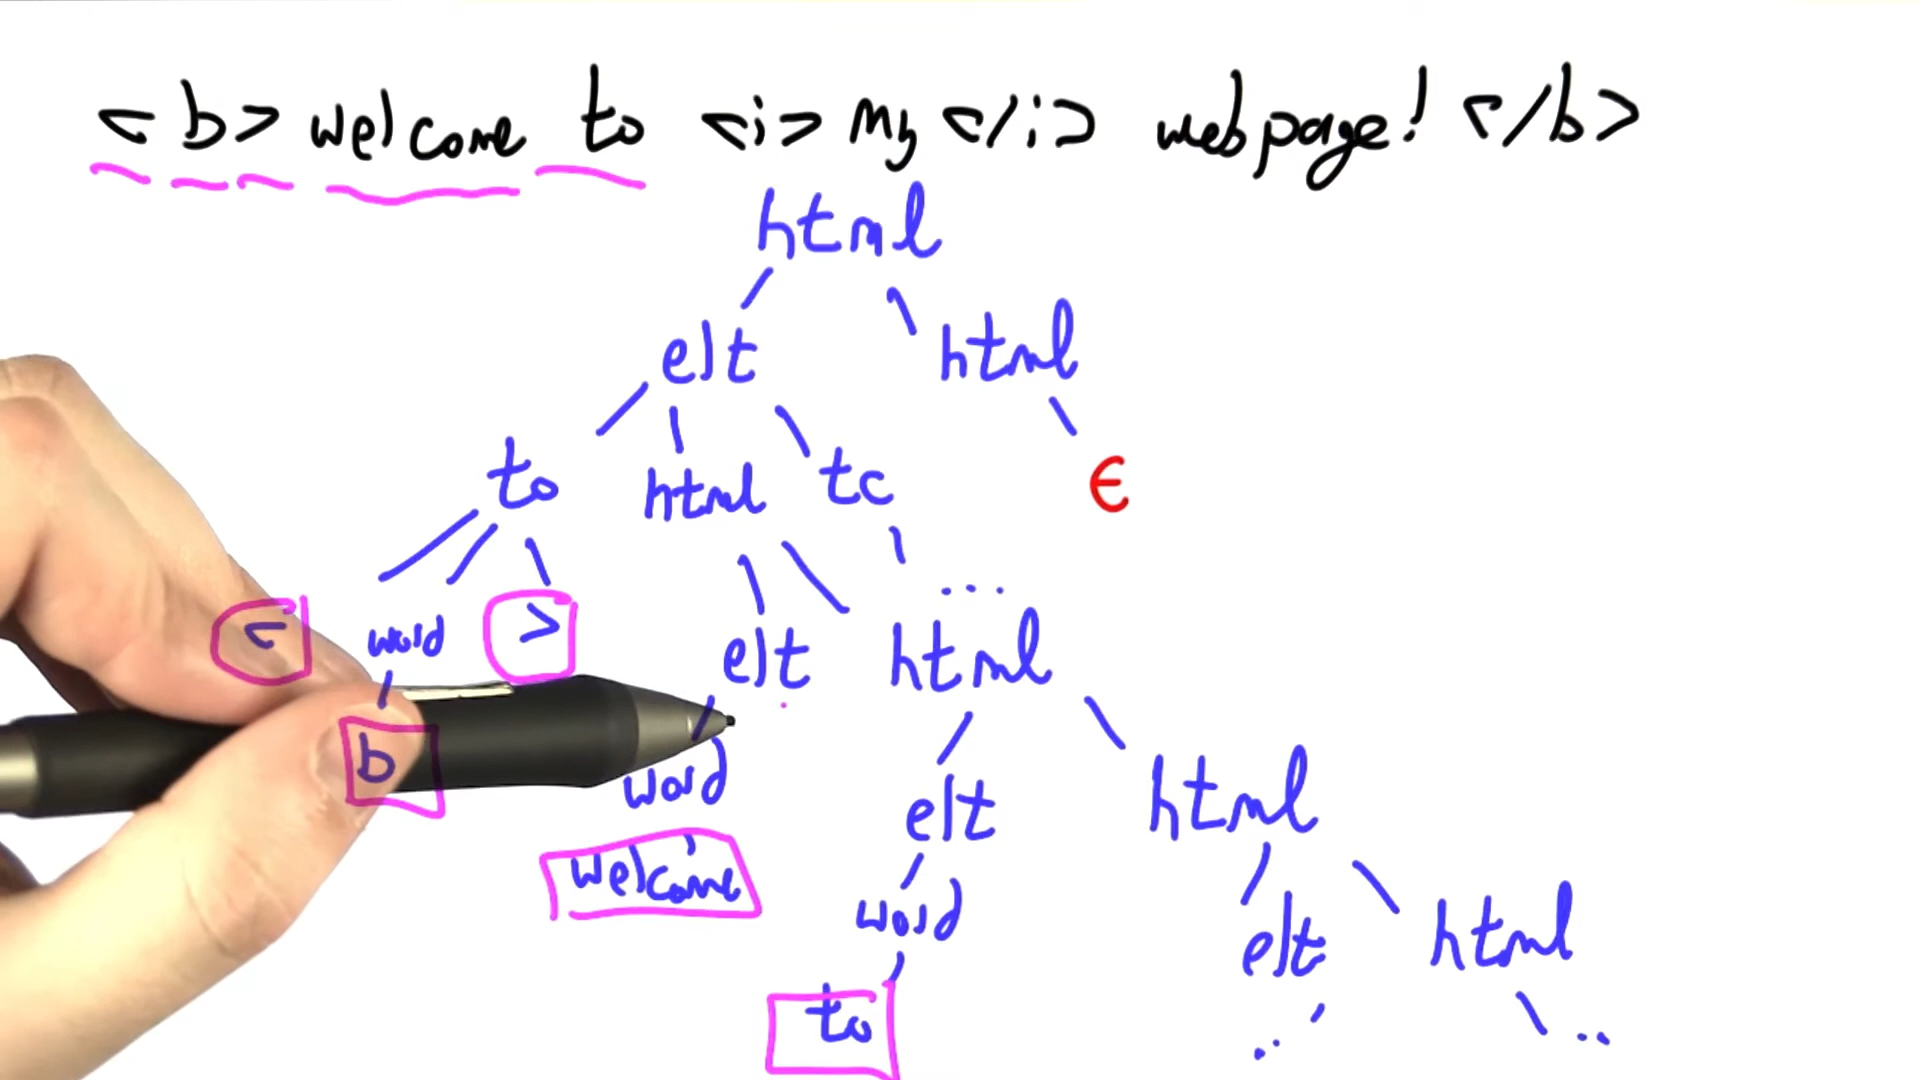 <b> welcome to <i> my </i> webpage! </b>
html
elt html
to html tc ϵ
...
< word > elt html
b word elt html
welcome word elt html
to .. ..